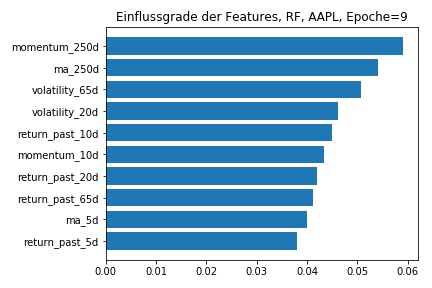 Einflussgrade der Features, RF, AAPL, Epoche=9
momentum_250d
ma_250d
volatility_65d
volatility_20d
return_past_10d
momentum_10d
return_past_20d
return_past_65d
ma_5d
return_past_5d
0.00 0.01 0.02 0.03 0.04 0.05 0.06